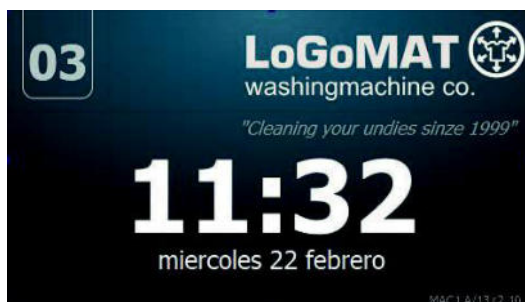 03
LoGoMAT
washingmachine co.
"Cleaning your undies sinze 1999"
11:32
miercoles 22 febrero